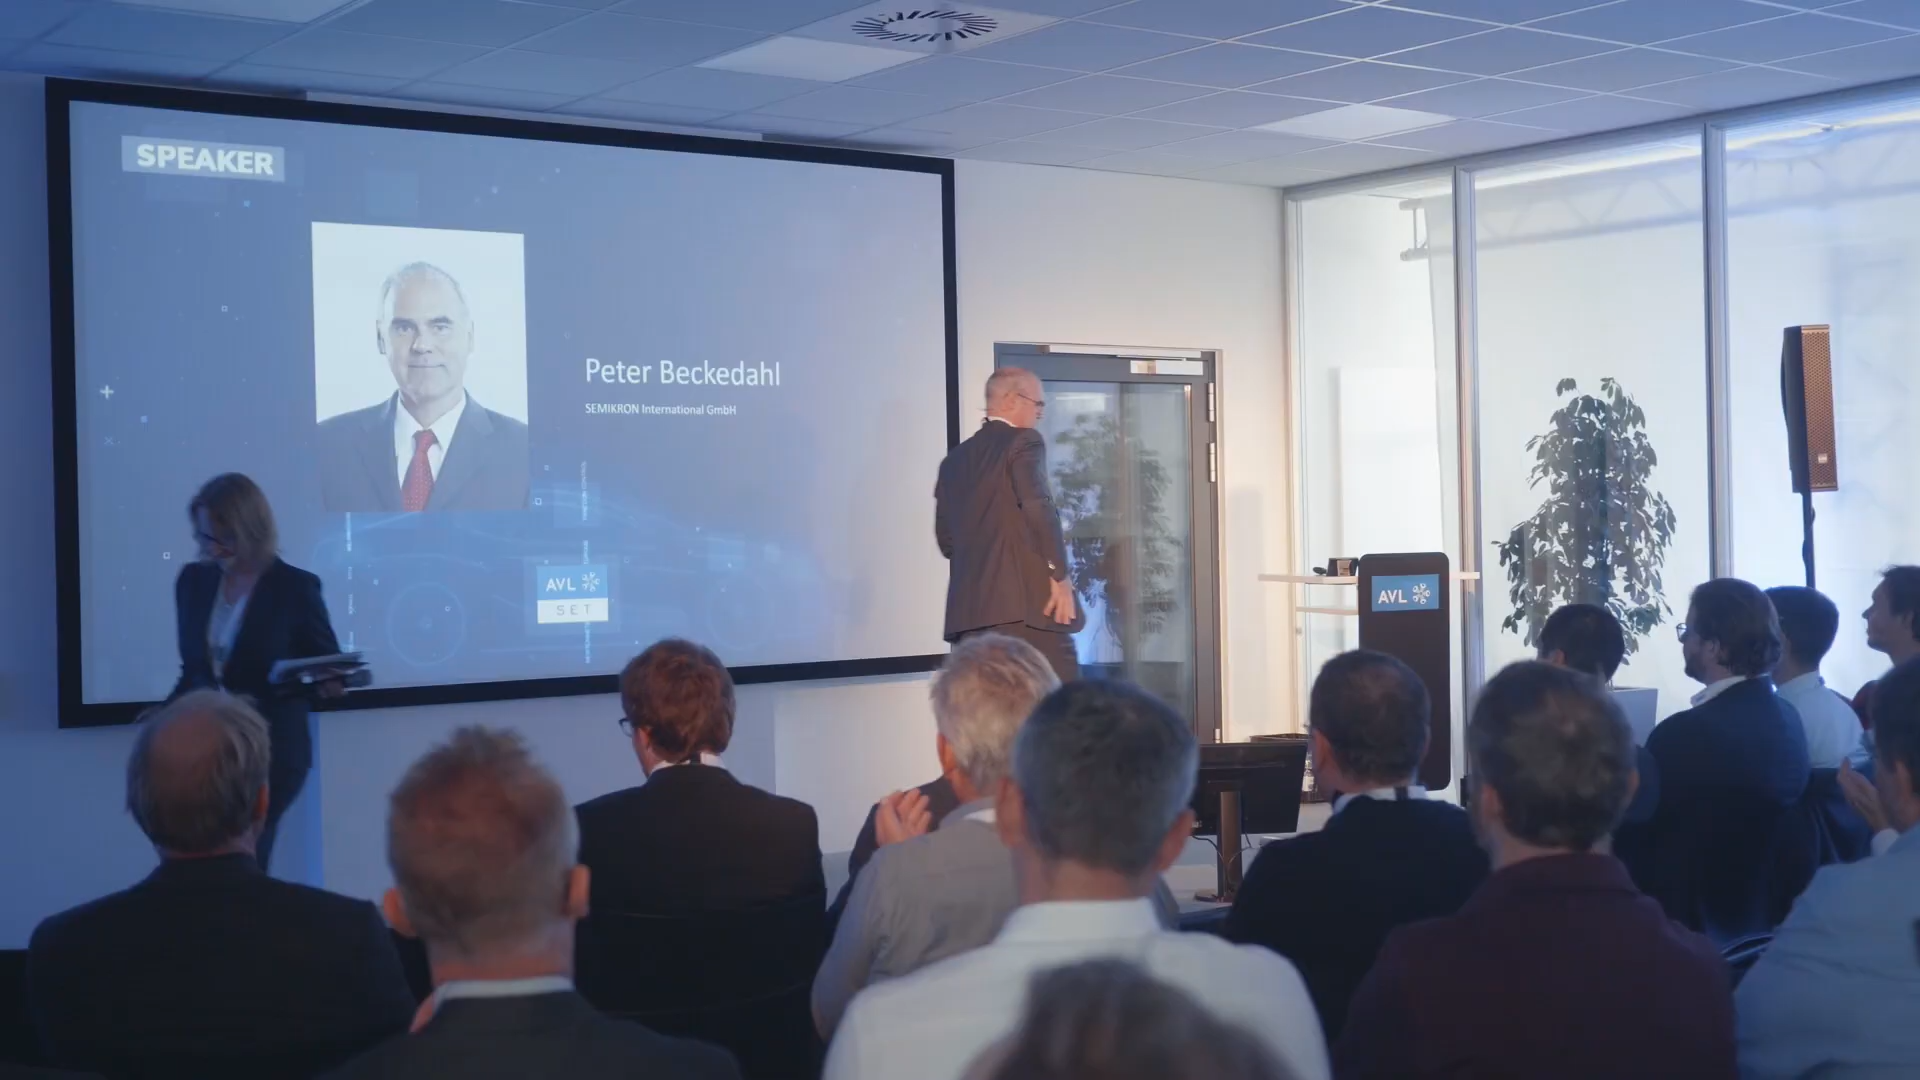 SPEAKER
Peter Beckedahl
SEMIKRON International GmbH
AVL
SET
AVL